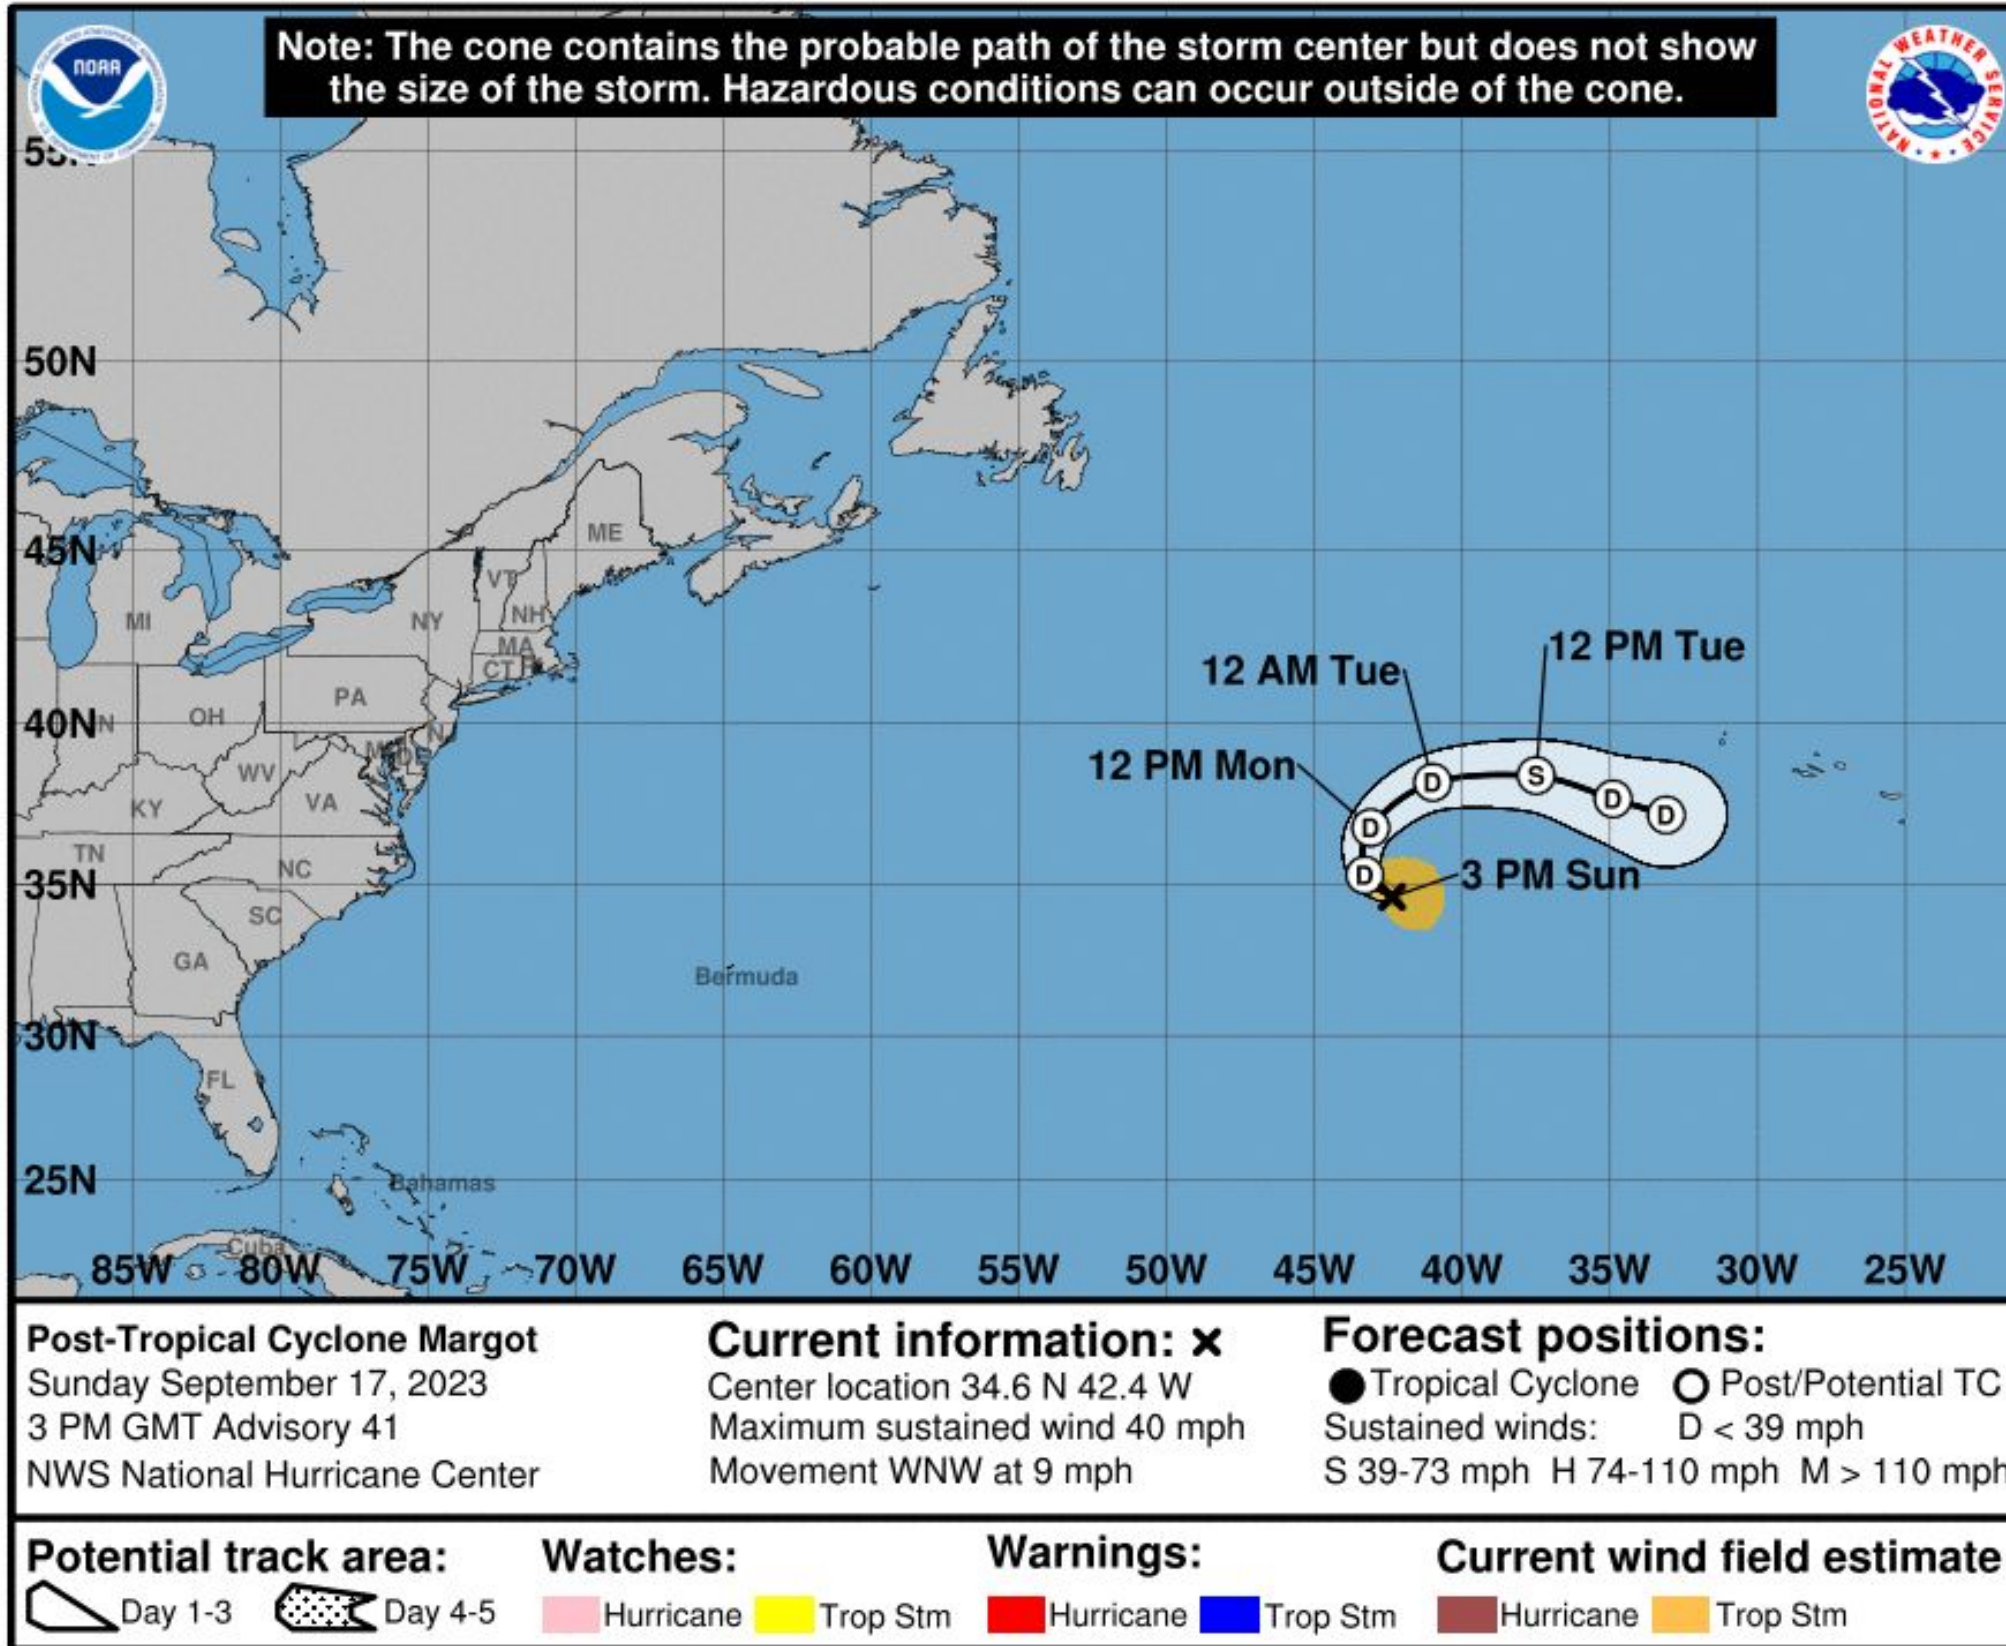 Note: The cone contains the probable path of the storm center but does not show
the size of the storm. Hazardous conditions can occur outside of the cone.
NOAA
NATIONAL WEATHER SERVICE
50N
45N
40N
35N
30N
25N
ME
VT
NH
MI
NY
MA
CT
PA
OH
WV
KY
VA
TN
NC
SC
GA
FL
Bermuda
Bahamas
Cuba
12 PM Tue
12 AM Tue
12 PM Mon
3 PM Sun
D
D
D
S
D
D
85W 80W 75W 70W 65W 60W 55W 50W 45W 40W 35W 30W 25W
Post-Tropical Cyclone Margot
Sunday September 17, 2023
3 PM GMT Advisory 41
NWS National Hurricane Center
Current information: ×
Center location 34.6 N 42.4 W
Maximum sustained wind 40 mph
Movement WNW at 9 mph
Forecast positions:
Tropical Cyclone Post/Potential TC
Sustained winds: D < 39 mph
S 39-73 mph H 74-110 mph M > 110 mph
Potential track area:
Day 1-3 Day 4-5
Watches:
Hurricane Trop Stm
Warnings:
Hurricane Trop Stm
Current wind field estimate
Hurricane Trop Stm